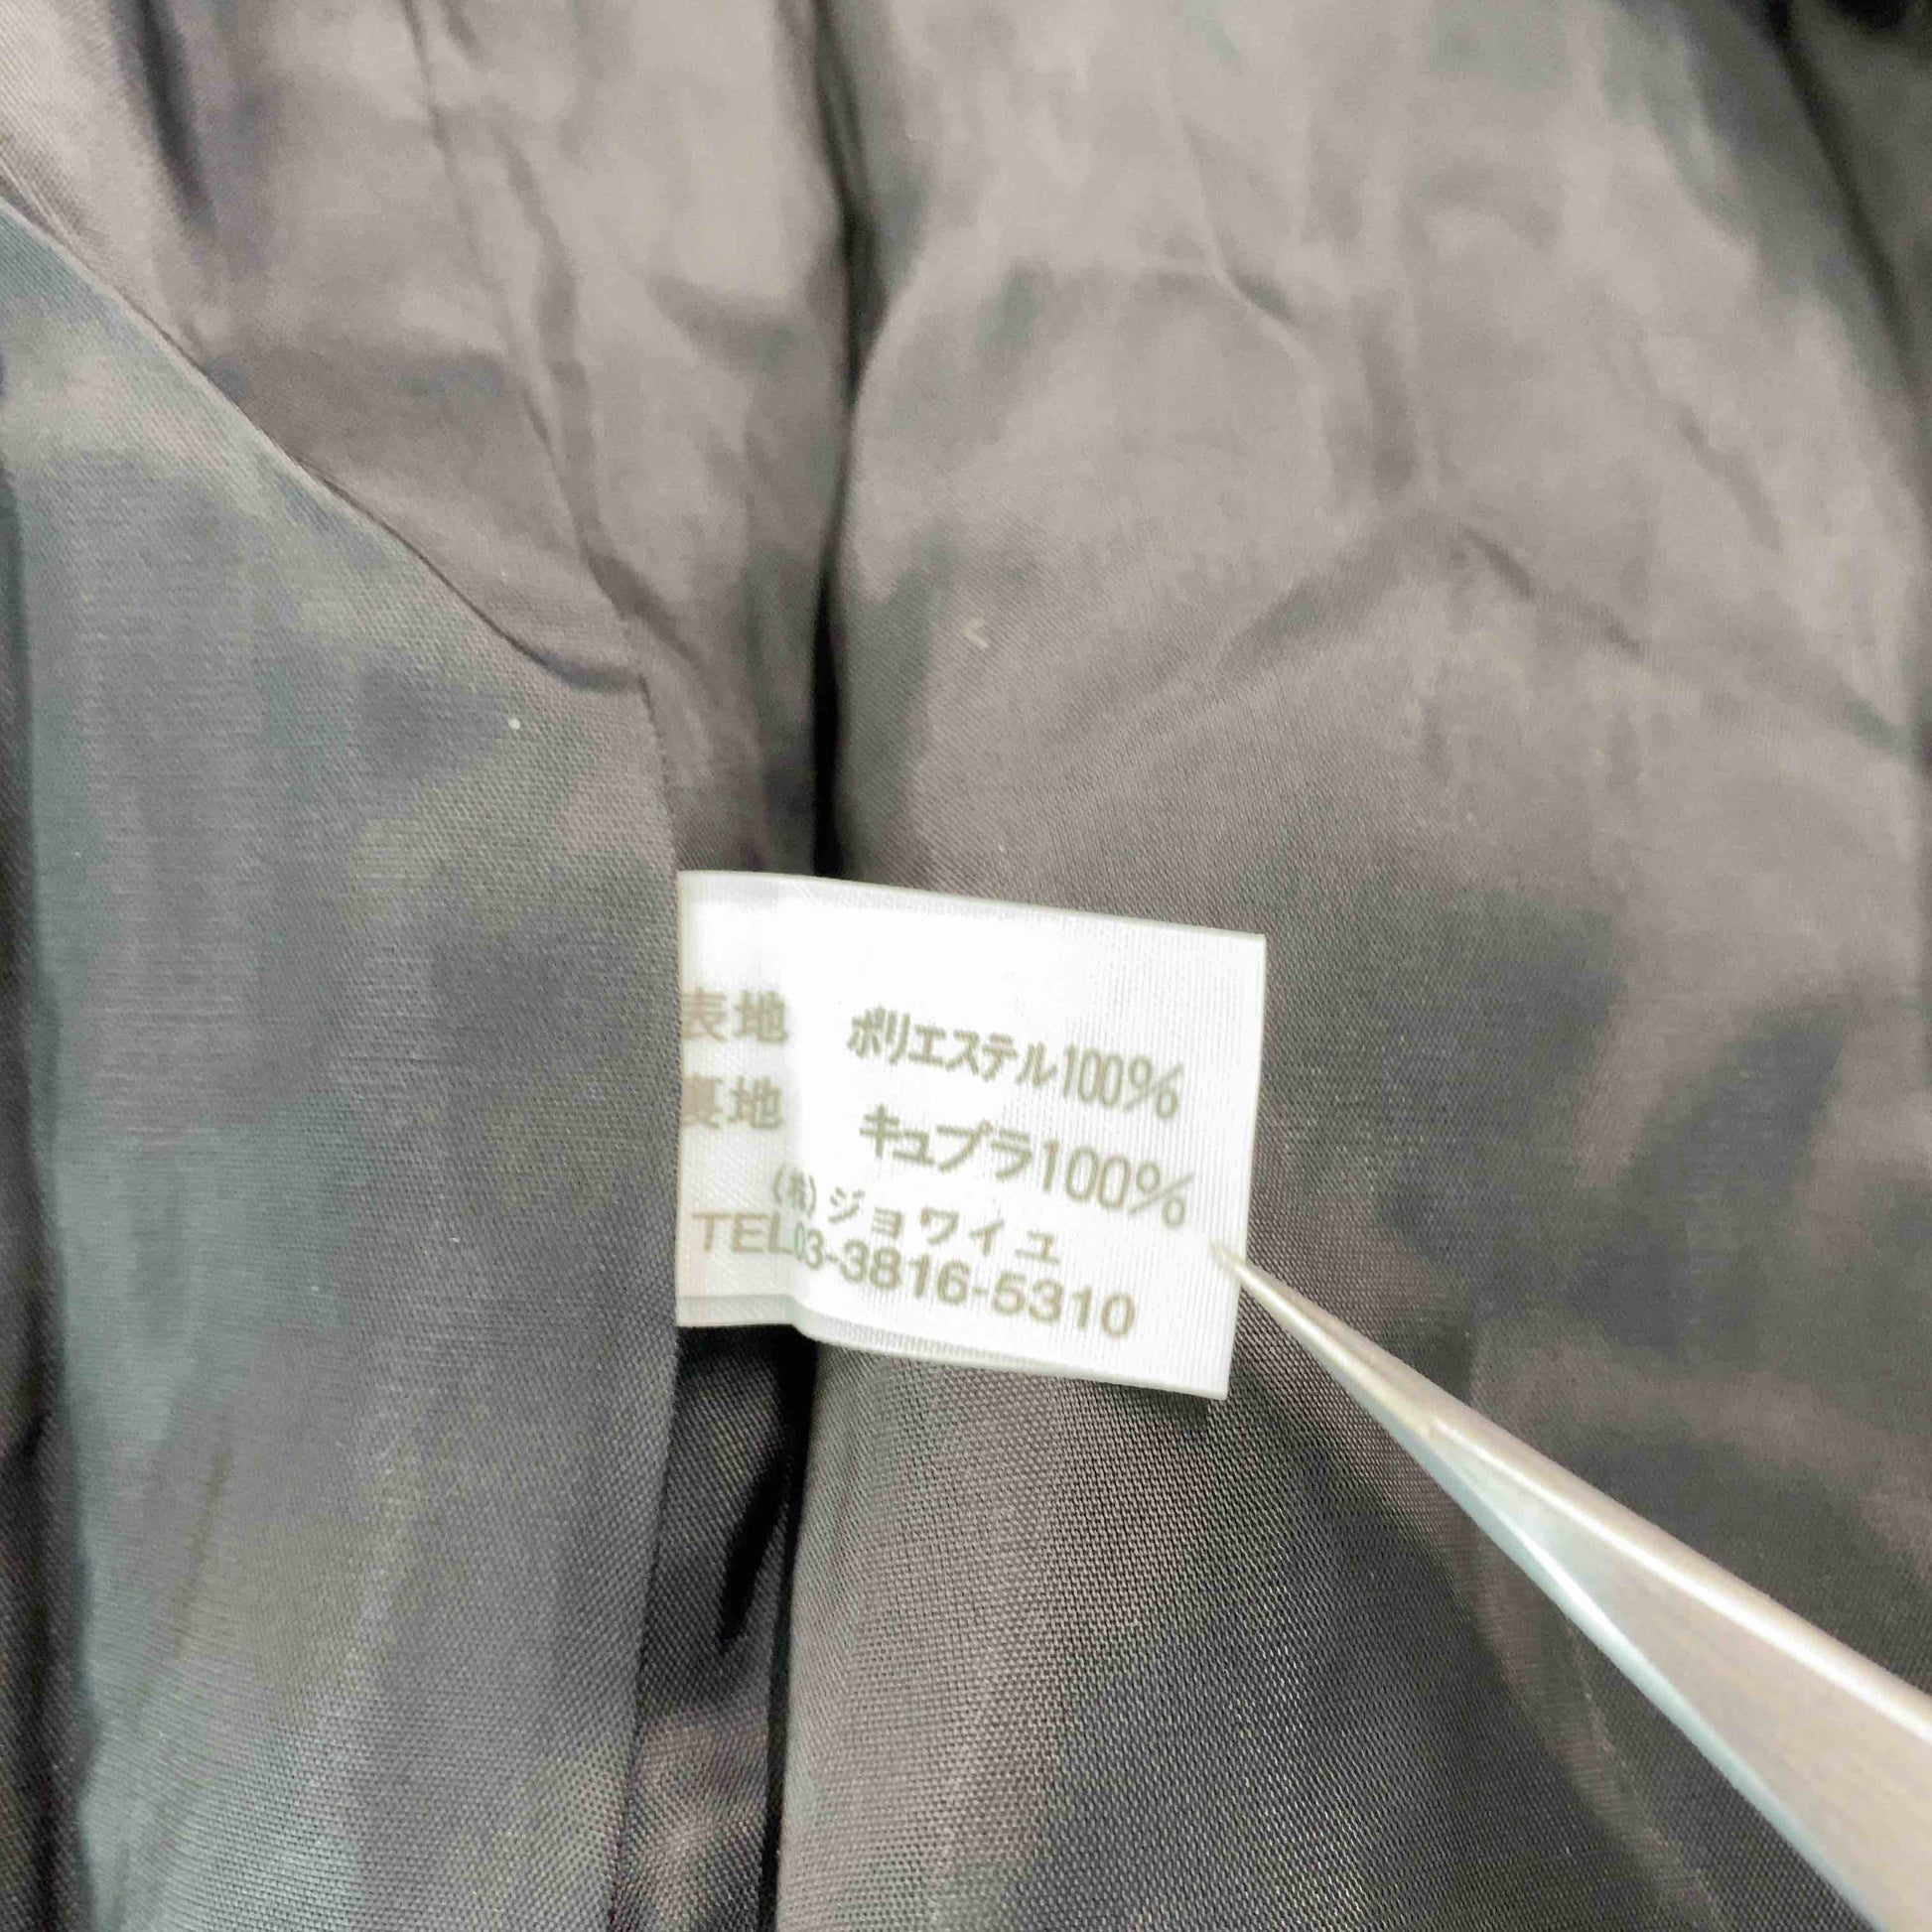 表地 ポリエステル100%
裏地 キュプラ100%
(株)ジョワイユ
TEL03-3816-5310